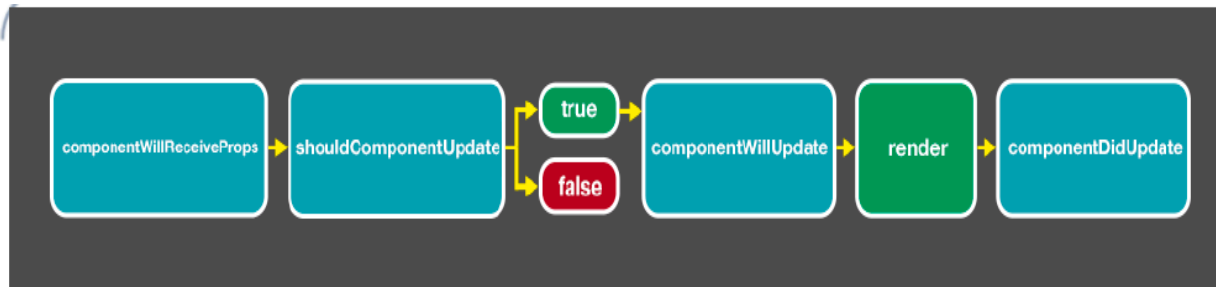 componentWillReceiveProps
shouldComponentUpdate
true
false
componentWillUpdate
render
componentDidUpdate